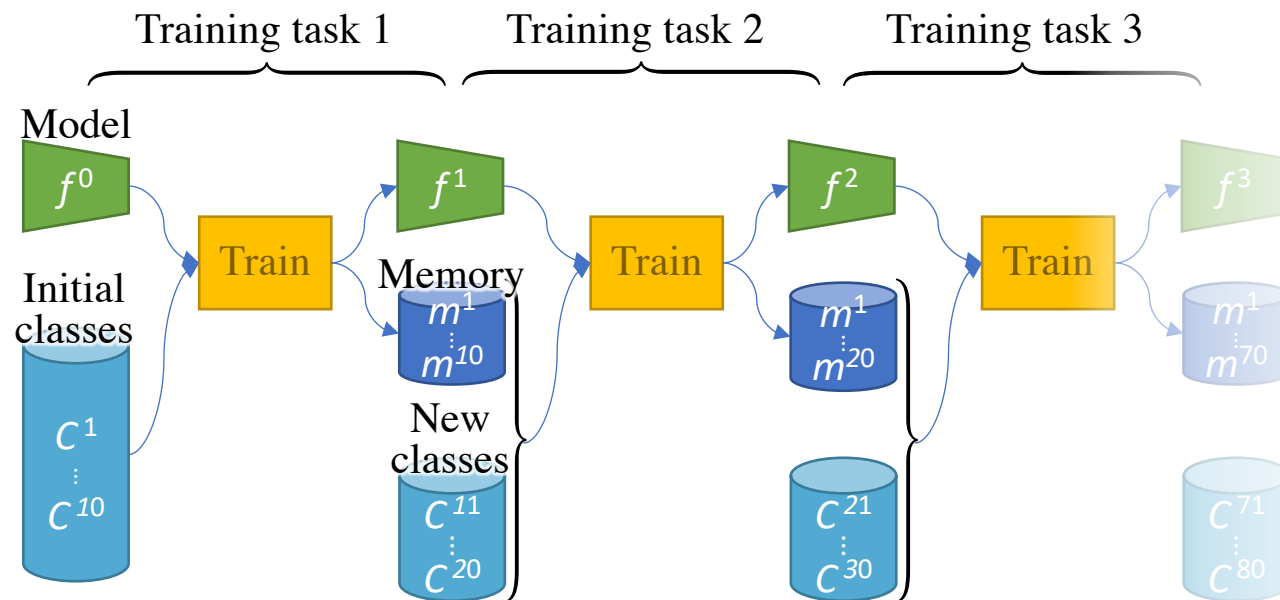 Training task 1
Training task 2
Training task 3
Model
f⁰
f¹
f²
f³
Train
Train
Train
Initial
classes
C¹
⋮
C¹⁰
Memory
m¹
⋮
m¹⁰
New
classes
C¹¹
⋮
C²⁰
m¹
⋮
m²⁰
C²¹
⋮
C³⁰
m¹
⋮
m⁷⁰
C⁷¹
⋮
C⁸⁰